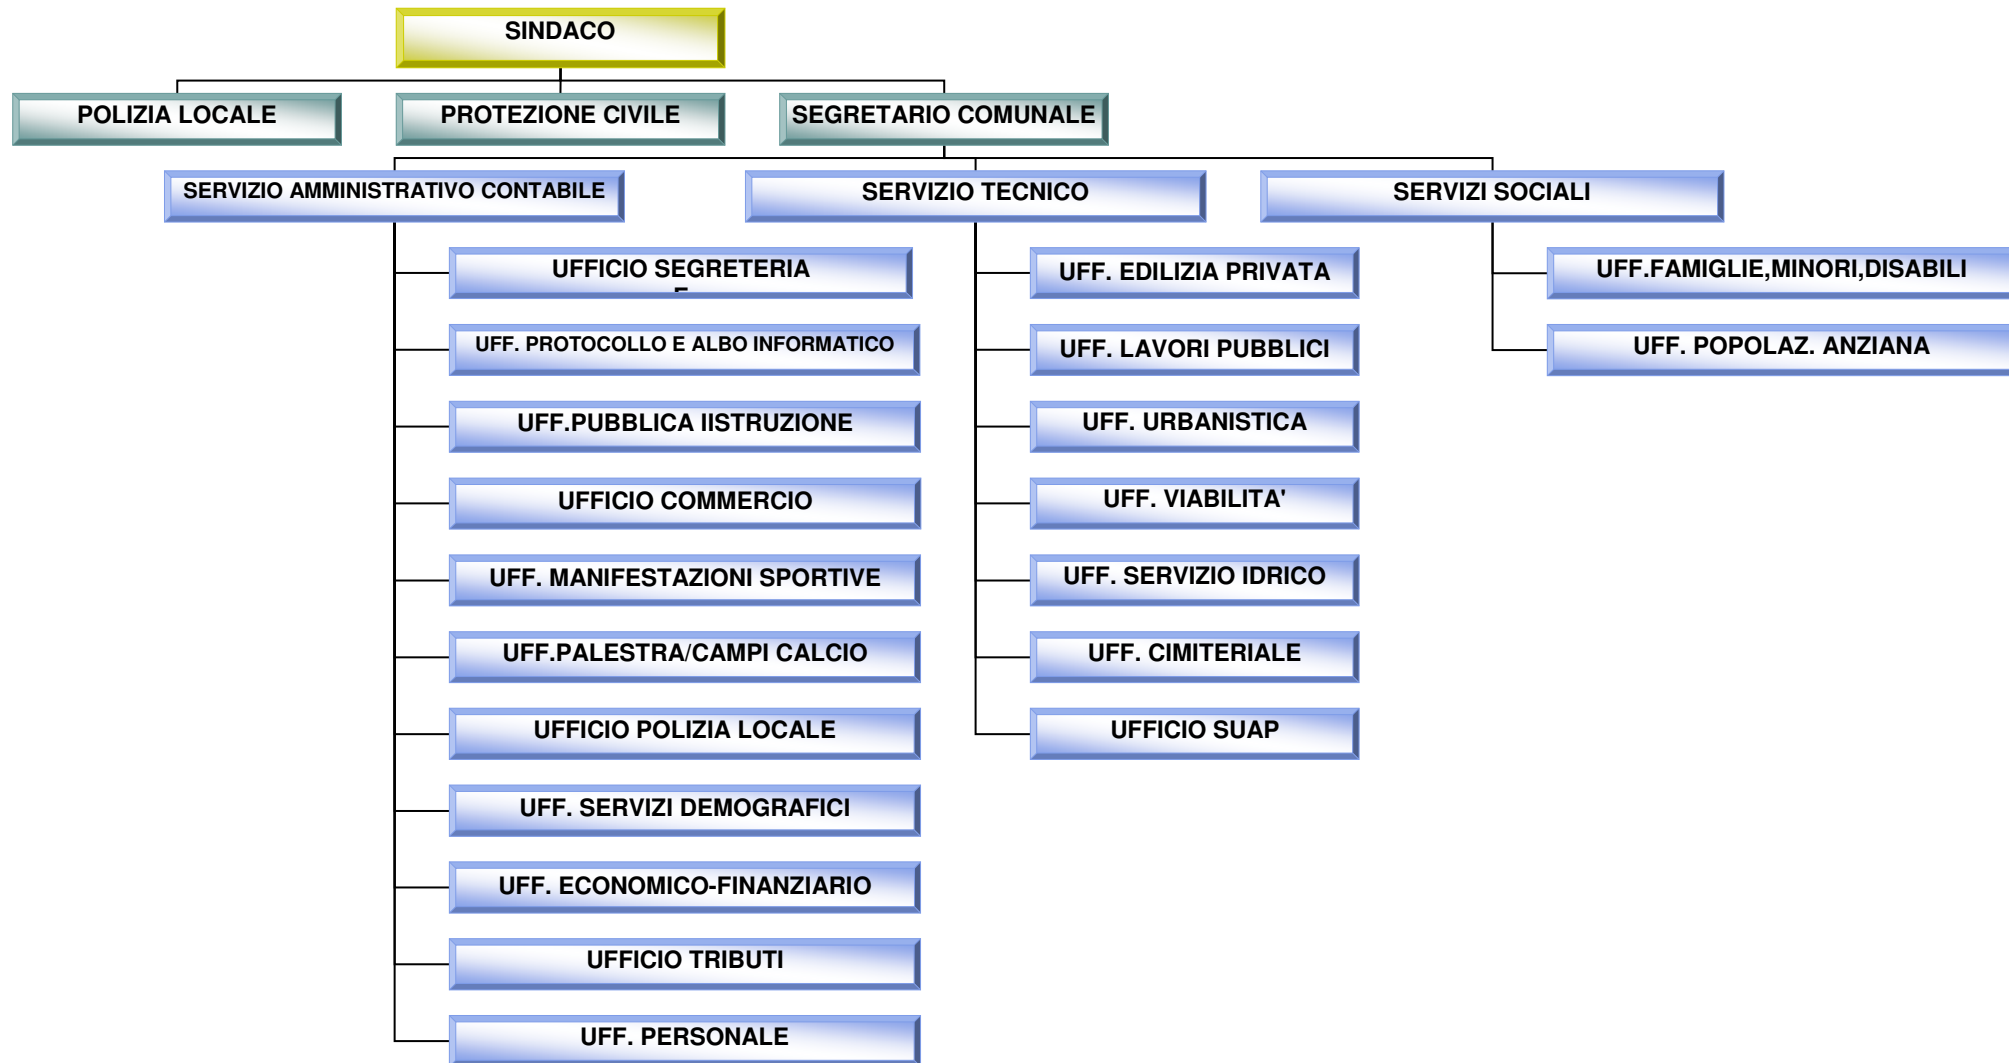 SINDACO
POLIZIA LOCALE
PROTEZIONE CIVILE
SEGRETARIO COMUNALE
SERVIZIO AMMINISTRATIVO CONTABILE
SERVIZIO TECNICO
SERVIZI SOCIALI
UFFICIO SEGRETERIA
UFF. PROTOCOLLO E ALBO INFORMATICO
UFF.PUBBLICA IISTRUZIONE
UFFICIO COMMERCIO
UFF. MANIFESTAZIONI SPORTIVE
UFF.PALESTRA/CAMPI CALCIO
UFFICIO POLIZIA LOCALE
UFF. SERVIZI DEMOGRAFICI
UFF. ECONOMICO-FINANZIARIO
UFFICIO TRIBUTI
UFF. PERSONALE
UFF. EDILIZIA PRIVATA
UFF. LAVORI PUBBLICI
UFF. URBANISTICA
UFF. VIABILITA'
UFF. SERVIZIO IDRICO
UFF. CIMITERIALE
UFFICIO SUAP
UFF.FAMIGLIE,MINORI,DISABILI
UFF. POPOLAZ. ANZIANA